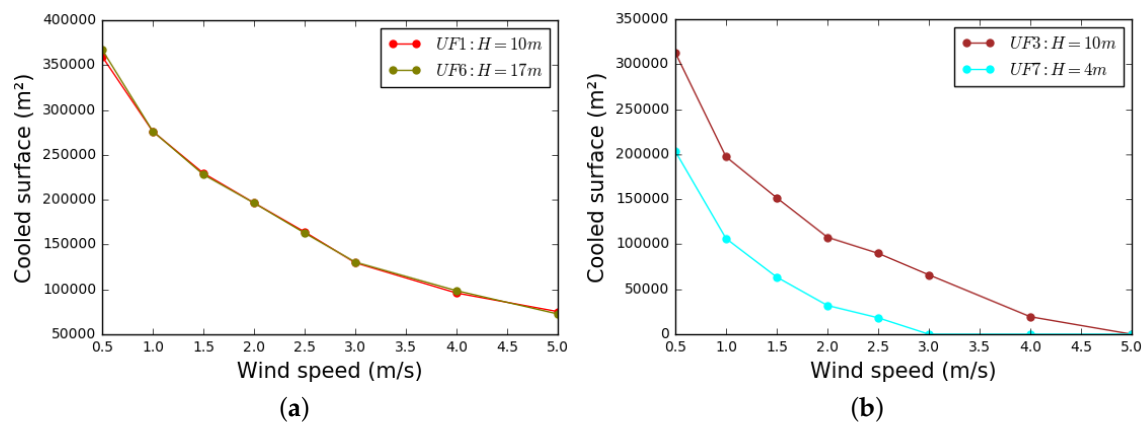 400000
350000
300000
250000
200000
150000
100000
50000
Cooled surface (m²)
UF1 : H = 10m
UF6 : H = 17m
0.5 1.0 1.5 2.0 2.5 3.0 3.5 4.0 4.5 5.0
Wind speed (m/s)
(a)
350000
300000
250000
200000
150000
100000
50000
0
Cooled surface (m²)
UF3 : H = 10m
UF7 : H = 4m
0.5 1.0 1.5 2.0 2.5 3.0 3.5 4.0 4.5 5.0
Wind speed (m/s)
(b)